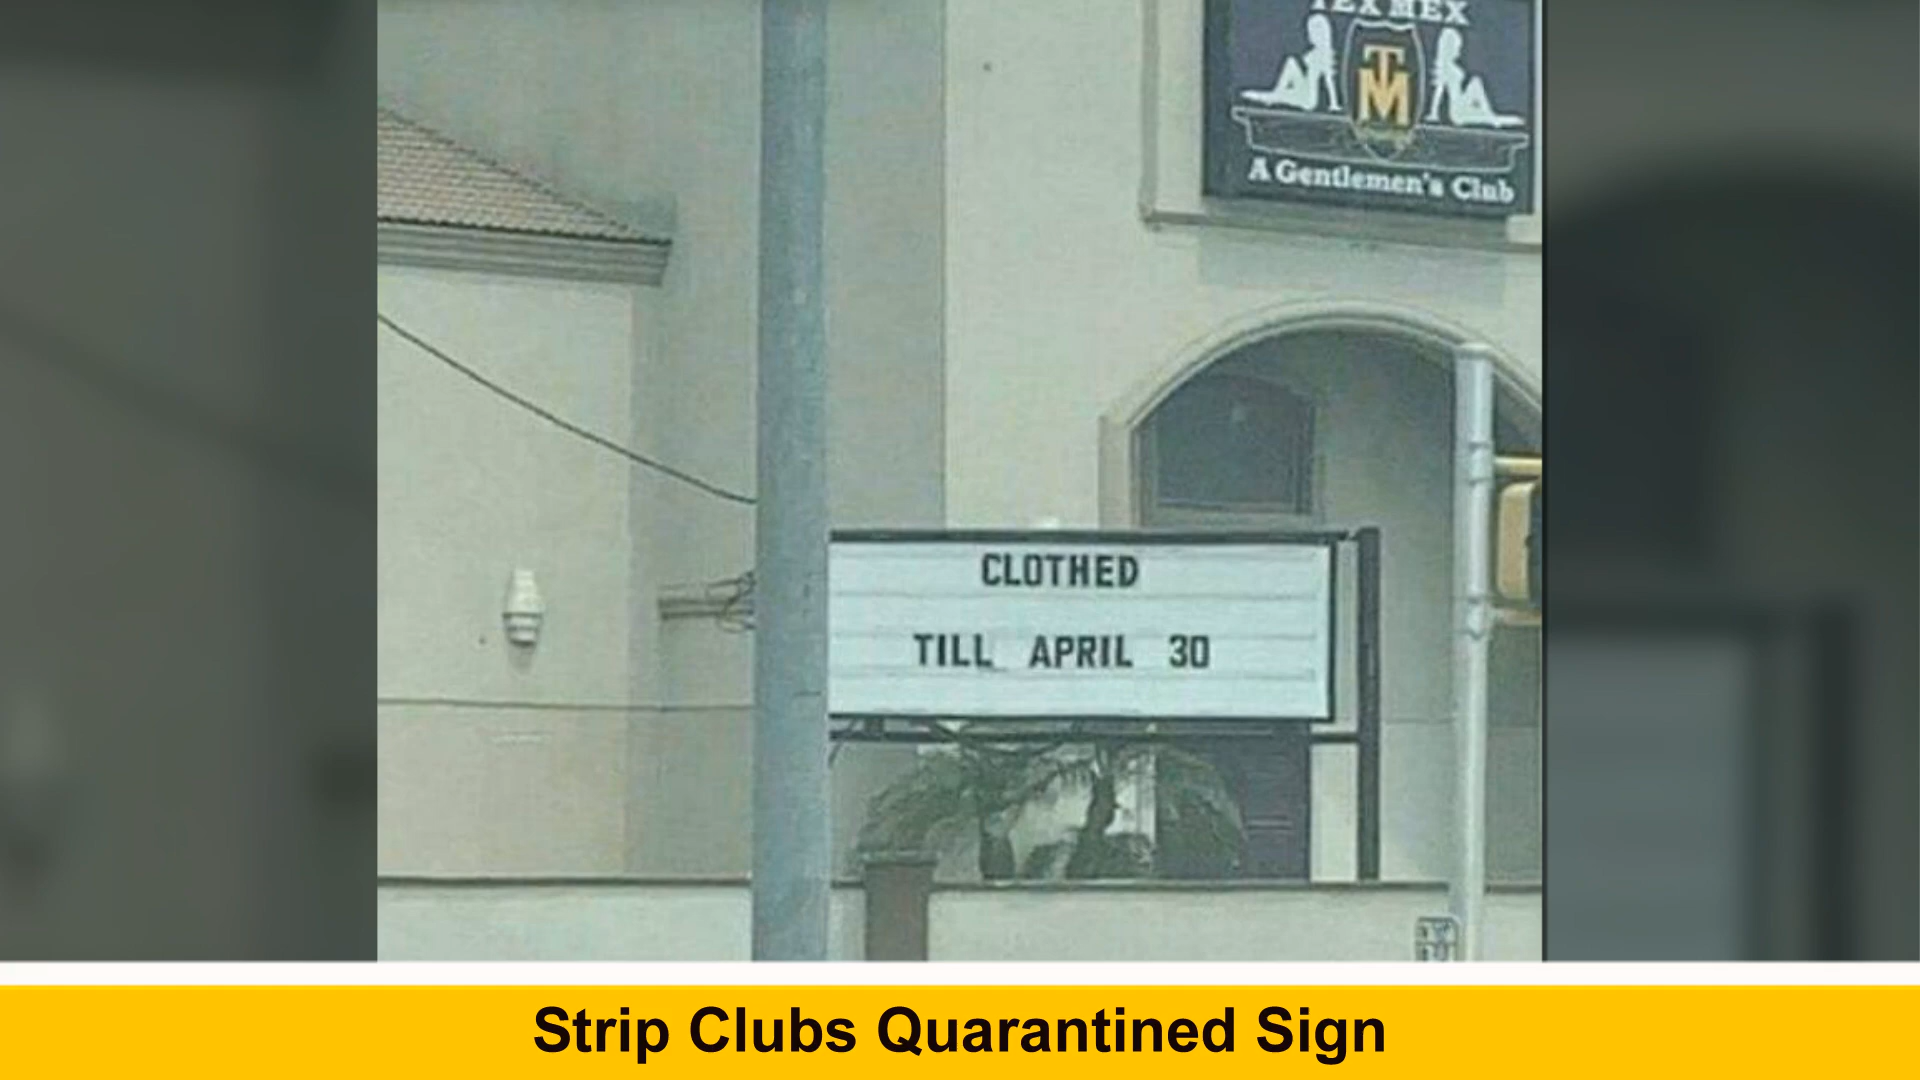 TEX MEX
TM
A Gentlemen's Club
CLOTHED
TILL APRIL 30
Strip Clubs Quarantined Sign